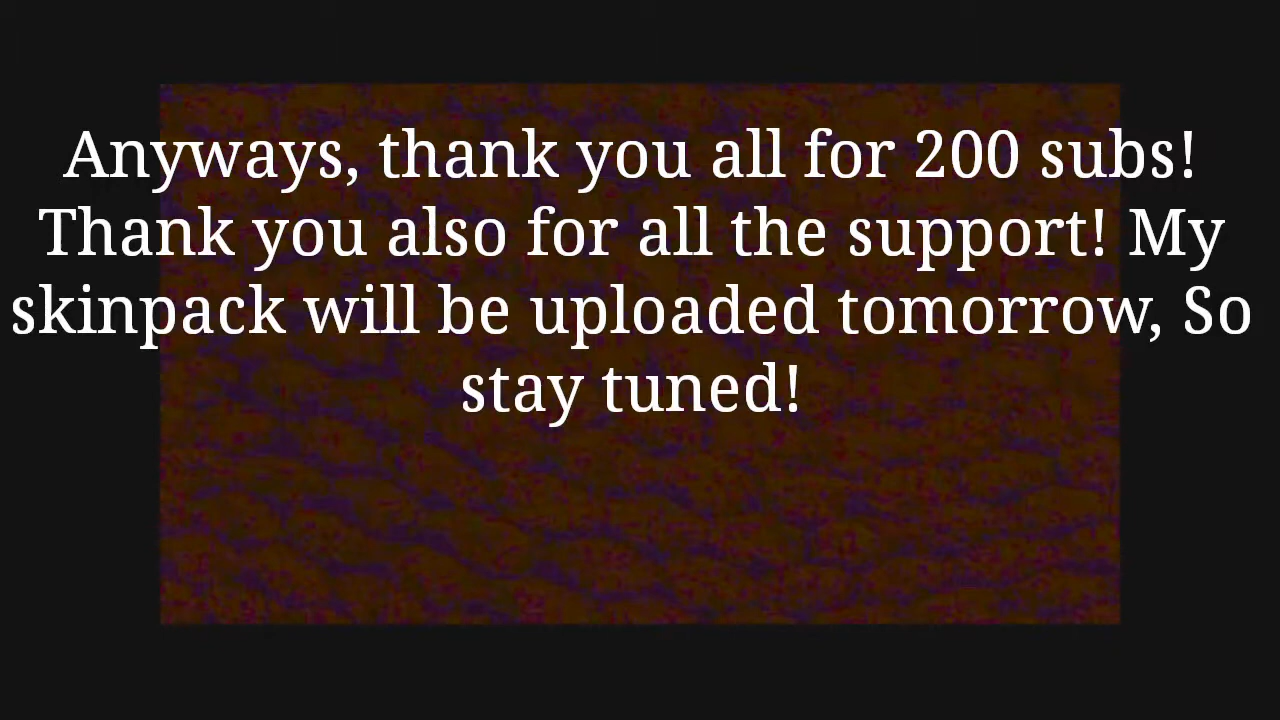 Anyways, thank you all for 200 subs!
Thank you also for all the support! My
skinpack will be uploaded tomorrow, So
stay tuned!